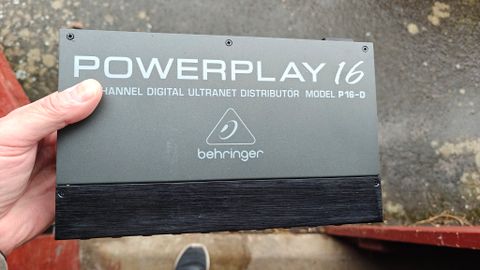 POWERPLAY 16
CHANNEL DIGITAL ULTRANET DISTRIBUTOR MODEL P16-D
behringer